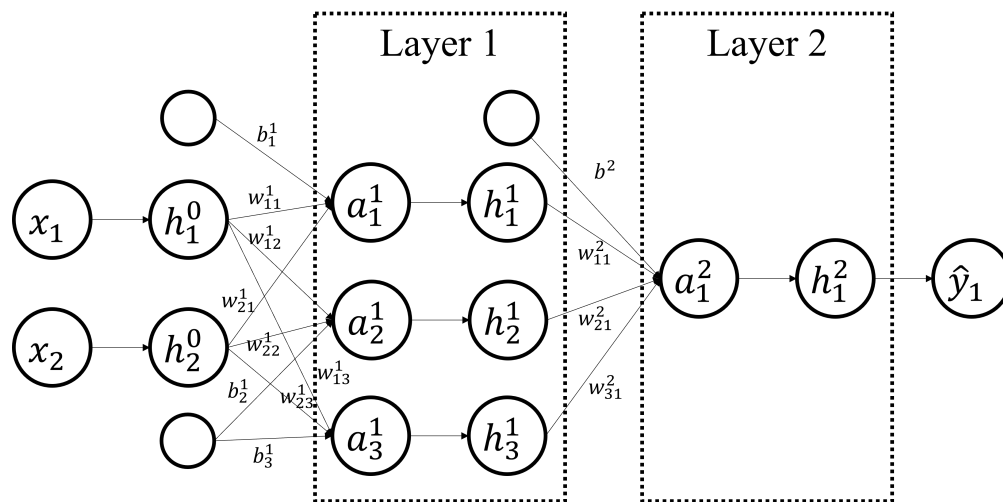 Layer 1
Layer 2
b₁¹
b²
x₁
h₁⁰
w₁₁¹
w₁₂¹
a₁¹
h₁¹
w₁₁²
a₁²
h₁²
ŷ₁
w₂₁¹
w₂₂¹
a₂¹
h₂¹
w₂₁²
x₂
h₂⁰
w₁₃¹
b₂¹
w₂₃¹
w₃₁²
b₃¹
a₃¹
h₃¹